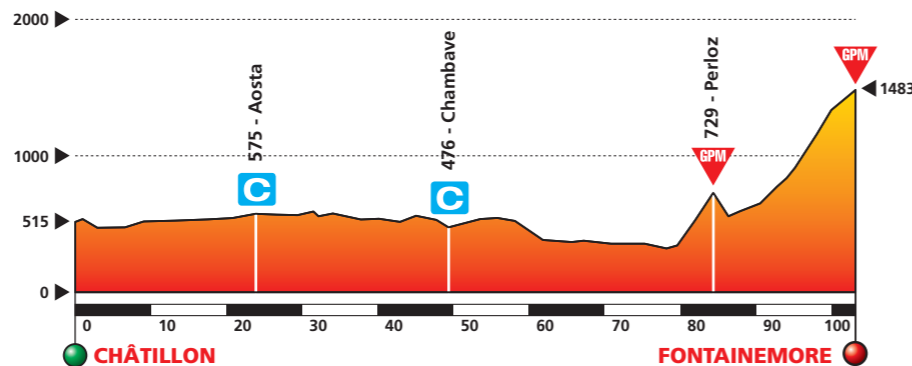 2000
GPM
1483
729 - Perloz
476 - Chambave
575 - Aosta
1000
GPM
C
C
515
0
0 10 20 30 40 50 60 70 80 90 100
CHÂTILLON
FONTAINEMORE